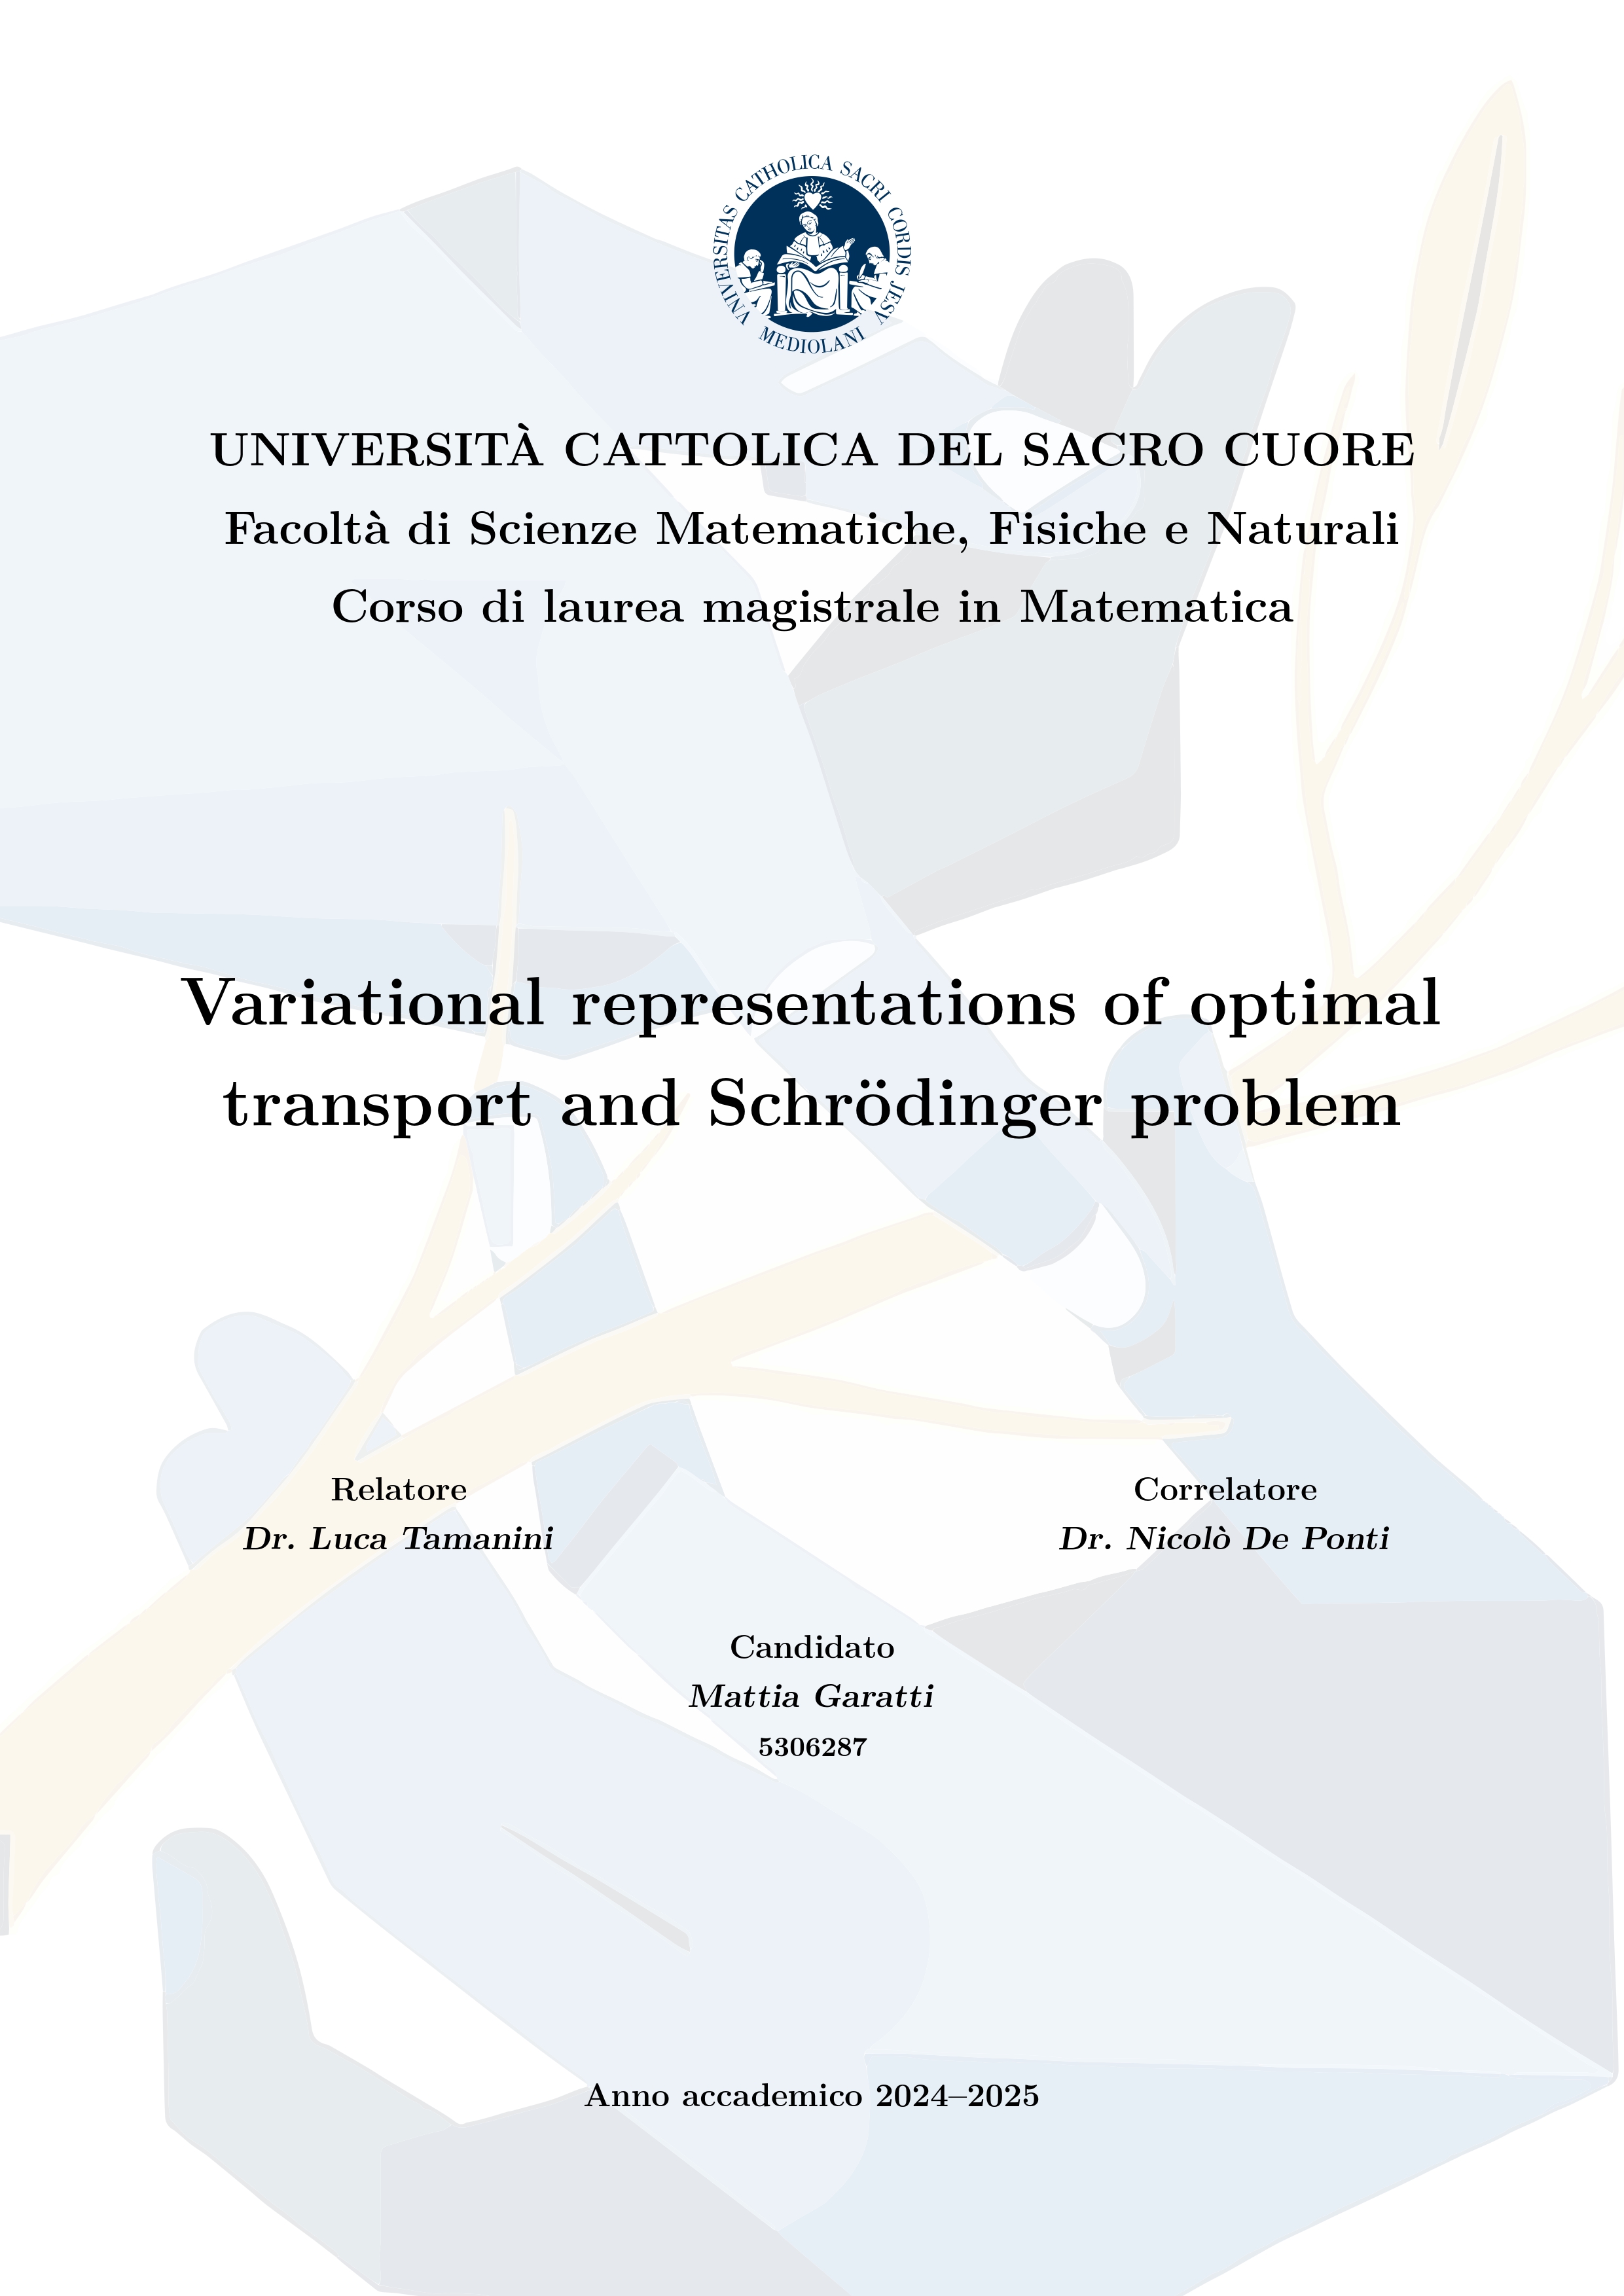 VNIVERSITAS CATHOLICA SACRI CORDIS JESV
MEDIOLANI
UNIVERSITÀ CATTOLICA DEL SACRO CUORE
Facoltà di Scienze Matematiche, Fisiche e Naturali
Corso di laurea magistrale in Matematica
Variational representations of optimal
transport and Schrödinger problem
Relatore
Dr. Luca Tamanini
Correlatore
Dr. Nicolò De Ponti
Candidato
Mattia Garatti
5306287
Anno accademico 2024–2025